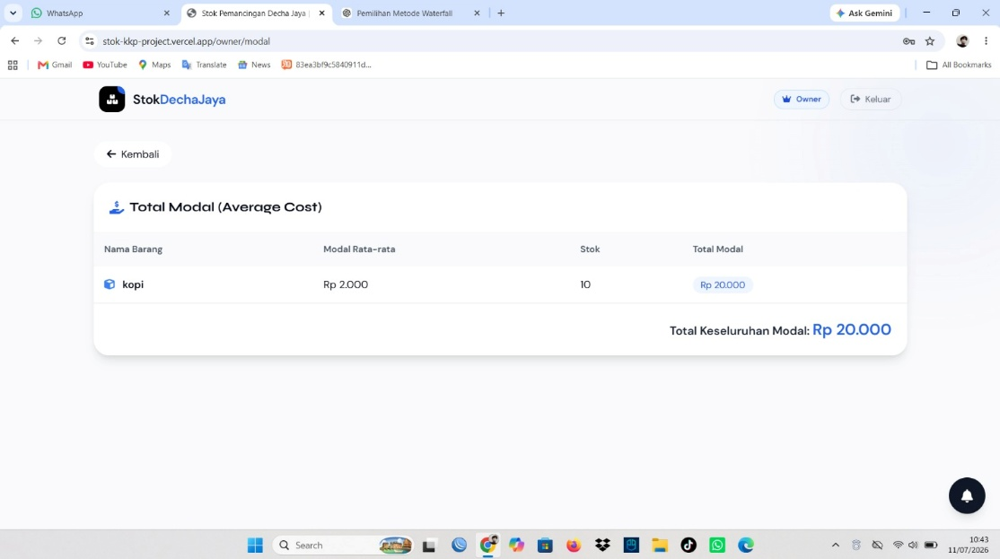 WhatsApp
Stok Pemancingan Decha Jaya |
Pemilihan Metode Waterfall
Ask Gemini
stok-kkp-project.vercel.app/owner/modal
Gmail
YouTube
Maps
Translate
News
83ea3bf9c5840911d...
All Bookmarks
StokDechaJaya
Owner
Keluar
Kembali
Total Modal (Average Cost)
Nama Barang Modal Rata-rata Stok Total Modal
kopi Rp 2.000 10 Rp 20.000
Total Keseluruhan Modal: Rp 20.000
Search
10:43
11/07/2026